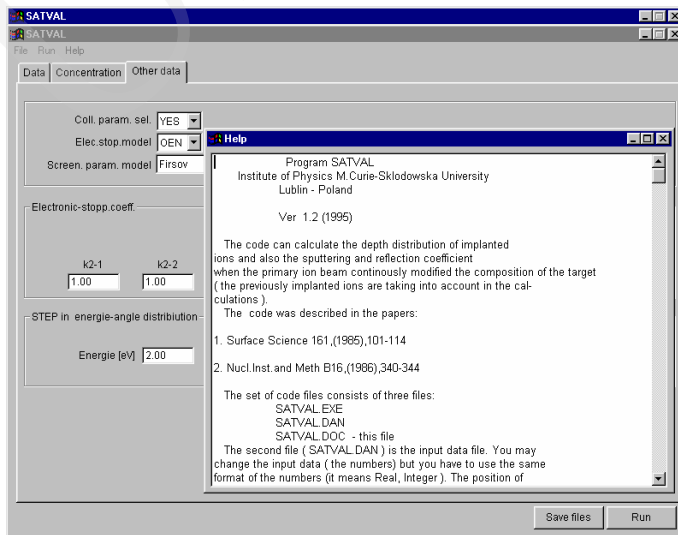 SATVAL
SATVAL
File Run Help
Data Concentration Other data
Coll. param. sel. YES
Elec.stop.model OEN
Screen. param. model Firsov
Electronic-stopp.coeff.
k2-1 k2-2
1.00 1.00
STEP in energie-angle distribiution
Energie [eV] 2.00
Help
Program SATVAL
Institute of Physics M.Curie-Sklodowska University
Lublin - Poland
Ver 1.2 (1995)
The code can calculate the depth distribution of implanted
ions and also the sputtering and reflection coefficient
when the primary ion beam continously modified the composition of the target
( the previously implanted ions are taking into account in the cal-
culations ).
The code was described in the papers:
1. Surface Science 161,(1985),101-114
2. Nucl.Inst.and Meth B16,(1986),340-344
The set of code files consists of three files:
SATVAL.EXE
SATVAL.DAN
SATVAL.DOC - this file
The second file ( SATVAL.DAN ) is the input data file. You may
change the input data ( the numbers) but you have to use the same
format of the numbers (it means Real, Integer ). The position of
Save files Run